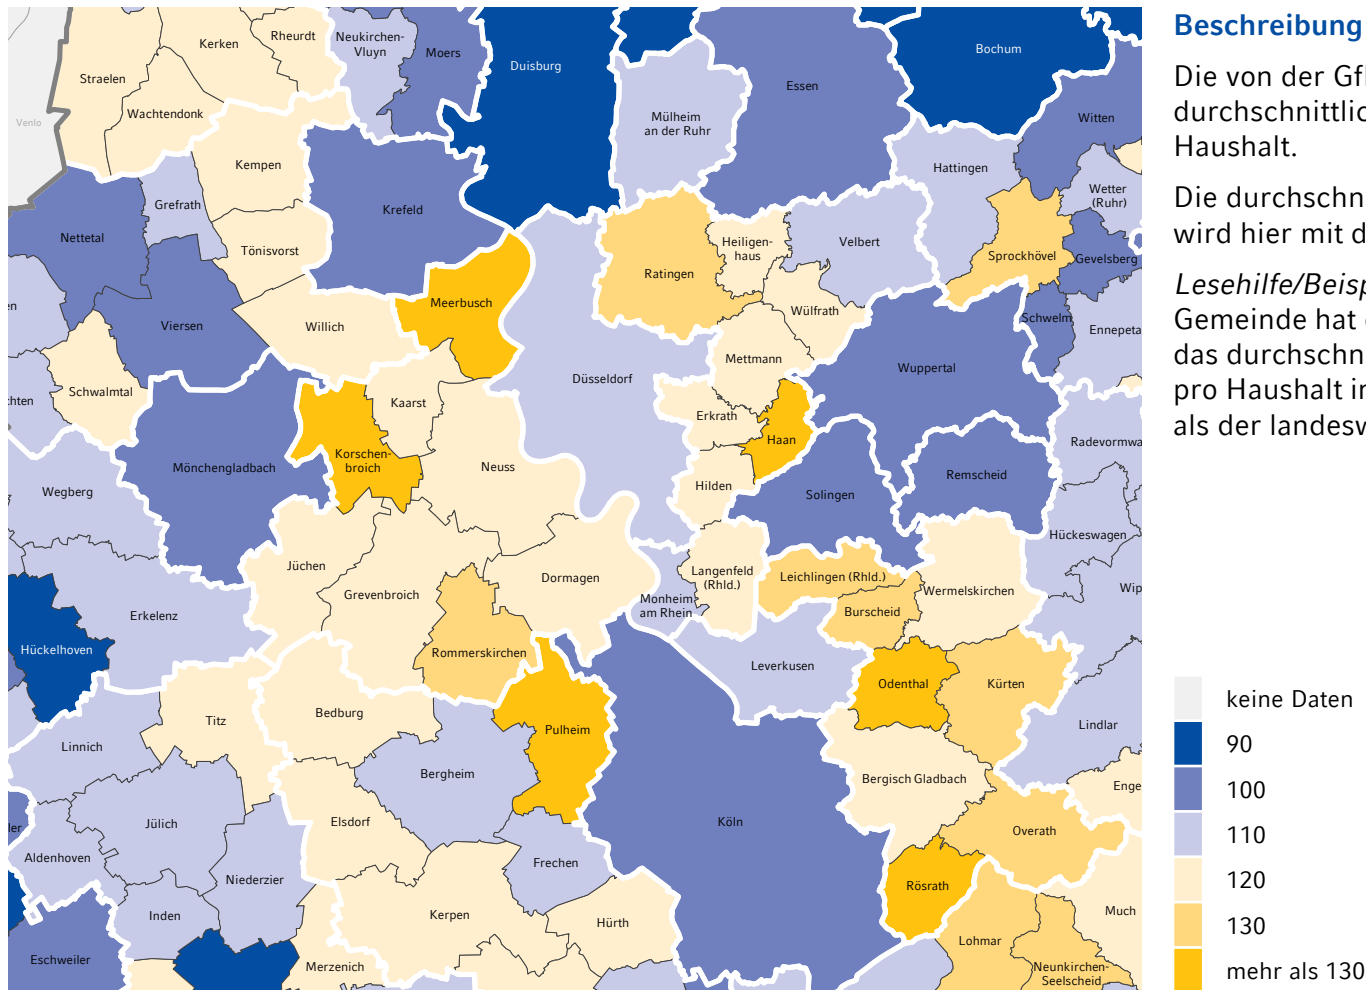 Kerken
Rheurdt
Neukirchen-
Vluyn
Moers
Duisburg
Bochum
Straelen
Essen
Wachtendonk
Venlo
Mülheim
an der Ruhr
Witten
Kempen
Hattingen
Wetter
(Ruhr)
Grefrath
Krefeld
Nettetal
Tönisvorst
Heiligen-
haus
Velbert
Sprockhövel
Gevelsberg
Ratingen
en
Meerbusch
Viersen
Willich
Wülfrath
Schwelm
Ennepeta
Mettmann
Wuppertal
Düsseldorf
Schwalmtal
chten
Kaarst
Erkrath
Haan
Radevormwa
Korschen-
broich
Mönchengladbach
Neuss
Remscheid
Wegberg
Hilden
Solingen
Hückeswagen
Jüchen
Dormagen
Langenfeld
(Rhld.)
Leichlingen (Rhld.)
Wermelskirchen
Wip
Grevenbroich
Monheim
am Rhein
Burscheid
Erkelenz
Hückelhoven
Rommerskirchen
Leverkusen
Odenthal
Kürten
Bedburg
Titz
Pulheim
Lindlar
Linnich
Bergheim
Bergisch Gladbach
Enge
Jülich
Elsdorf
Köln
Overath
ler
Aldenhoven
Frechen
Niederzier
Rösrath
Inden
Kerpen
Hürth
Much
Lohmar
Eschweiler
Merzenich
Neunkirchen-
Seelscheid
Beschreibung
Die von der Gf
durchschnittlic
Haushalt.
Die durchschn
wird hier mit d
Lesehilfe/Beisp
Gemeinde hat
das durchschn
pro Haushalt in
als der landesw
keine Daten
90
100
110
120
130
mehr als 130